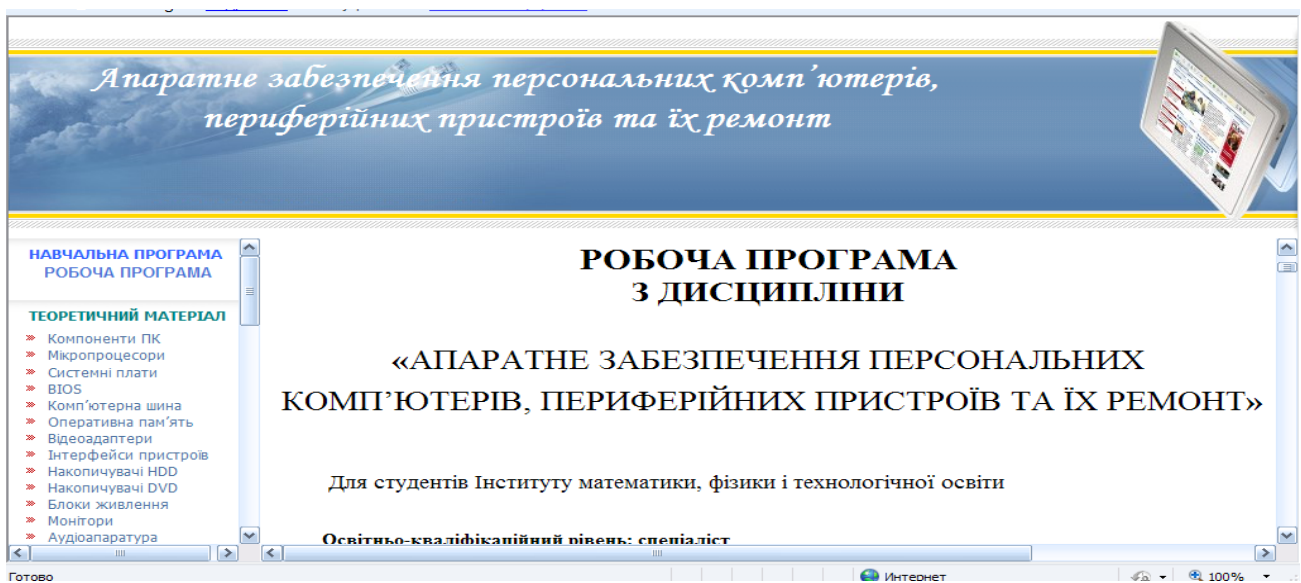 Апаратне забезпечення персональних комп'ютерів,
периферійних пристроїв та їх ремонт
НАВЧАЛЬНА ПРОГРАМА
РОБОЧА ПРОГРАМА
ТЕОРЕТИЧНИЙ МАТЕРІАЛ
Компоненти ПК
Мікропроцесори
Системні плати
BIOS
Комп'ютерна шина
Оперативна пам'ять
Відеоадаптери
Інтерфейси пристроїв
Накопичувачі HDD
Накопичувачі DVD
Блоки живлення
Монітори
Аудіоапаратура
РОБОЧА ПРОГРАМА
З ДИСЦИПЛІНИ
«АПАРАТНЕ ЗАБЕЗПЕЧЕННЯ ПЕРСОНАЛЬНИХ
КОМП’ЮТЕРІВ, ПЕРИФЕРІЙНИХ ПРИСТРОЇВ ТА ЇХ РЕМОНТ»
Для студентів Інституту математики, фізики і технологічної освіти
Освітньо-кваліфікаційний рівень: спеціаліст
Готово
Интернет
100%